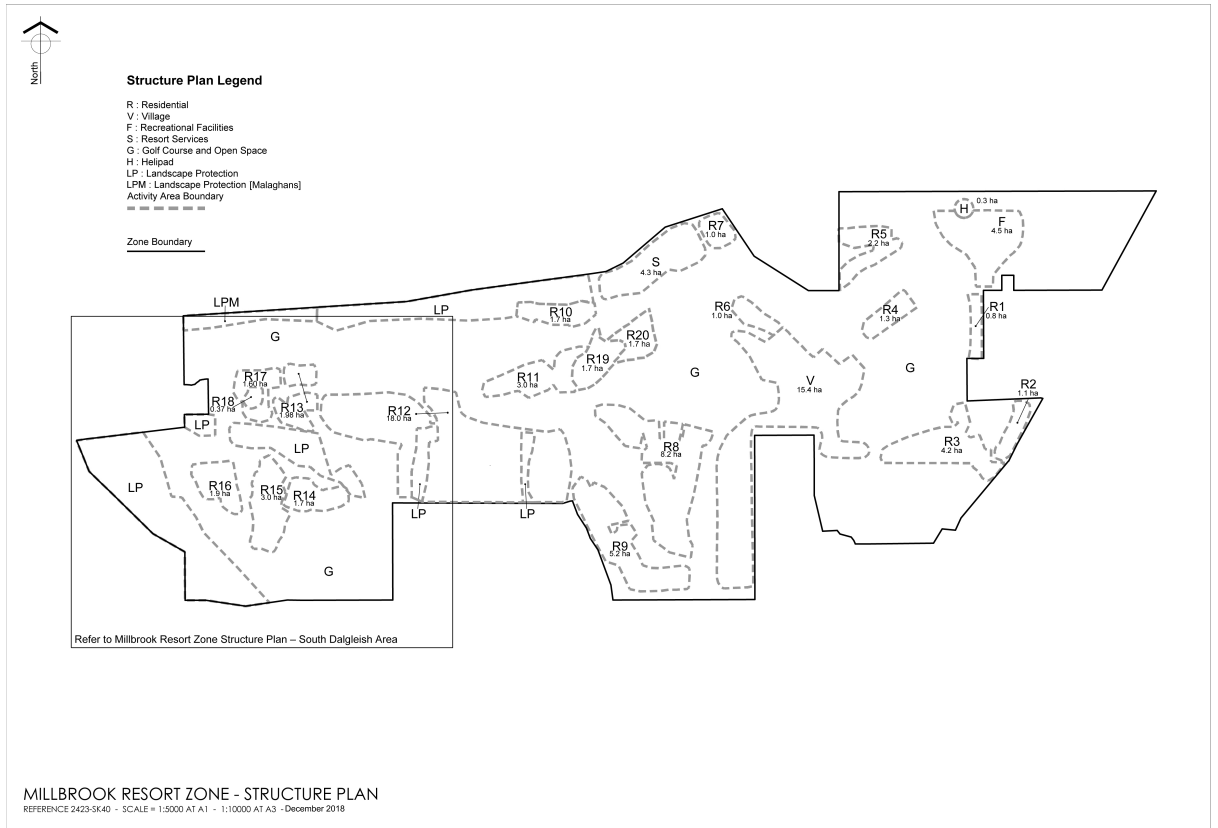 North
Structure Plan Legend
R : Residential
V : Village
F : Recreational Facilities
S : Resort Services
G : Golf Course and Open Space
H : Helipad
LP : Landscape Protection
LPM : Landscape Protection [Malaghans]
Activity Area Boundary
Zone Boundary
H
0.3 ha
F
4.5 ha
R7
1.0 ha
R5
2.2 ha
S
4.3 ha
LPM
LP
R10
1.7 ha
R6
1.0 ha
R4
1.3 ha
R1
0.8 ha
G
R20
1.7 ha
R19
1.7 ha
R11
3.0 ha
G
V
15.4 ha
G
R2
1.1 ha
R17
1.60 ha
R18
0.37 ha
R13
1.98 ha
R12
18.0 ha
LP
LP
R8
8.2 ha
R3
4.2 ha
LP
R16
1.9 ha
R15
3.0 ha
R14
1.7 ha
LP
LP
R9
5.2 ha
G
Refer to Millbrook Resort Zone Structure Plan – South Dalgleish Area
MILLBROOK RESORT ZONE - STRUCTURE PLAN
REFERENCE 2423-SK40 - SCALE = 1:5000 AT A1 - 1:10000 AT A3 - December 2018